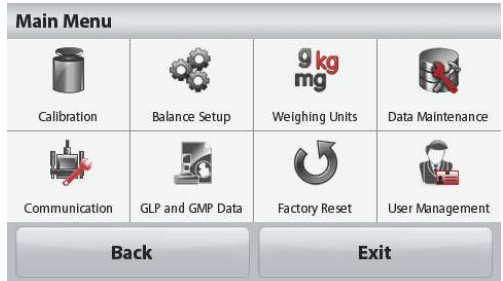 Main Menu
g kg
mg
Calibration
Balance Setup
Weighing Units
Data Maintenance
Communication
GLP and GMP Data
Factory Reset
User Management
Back
Exit